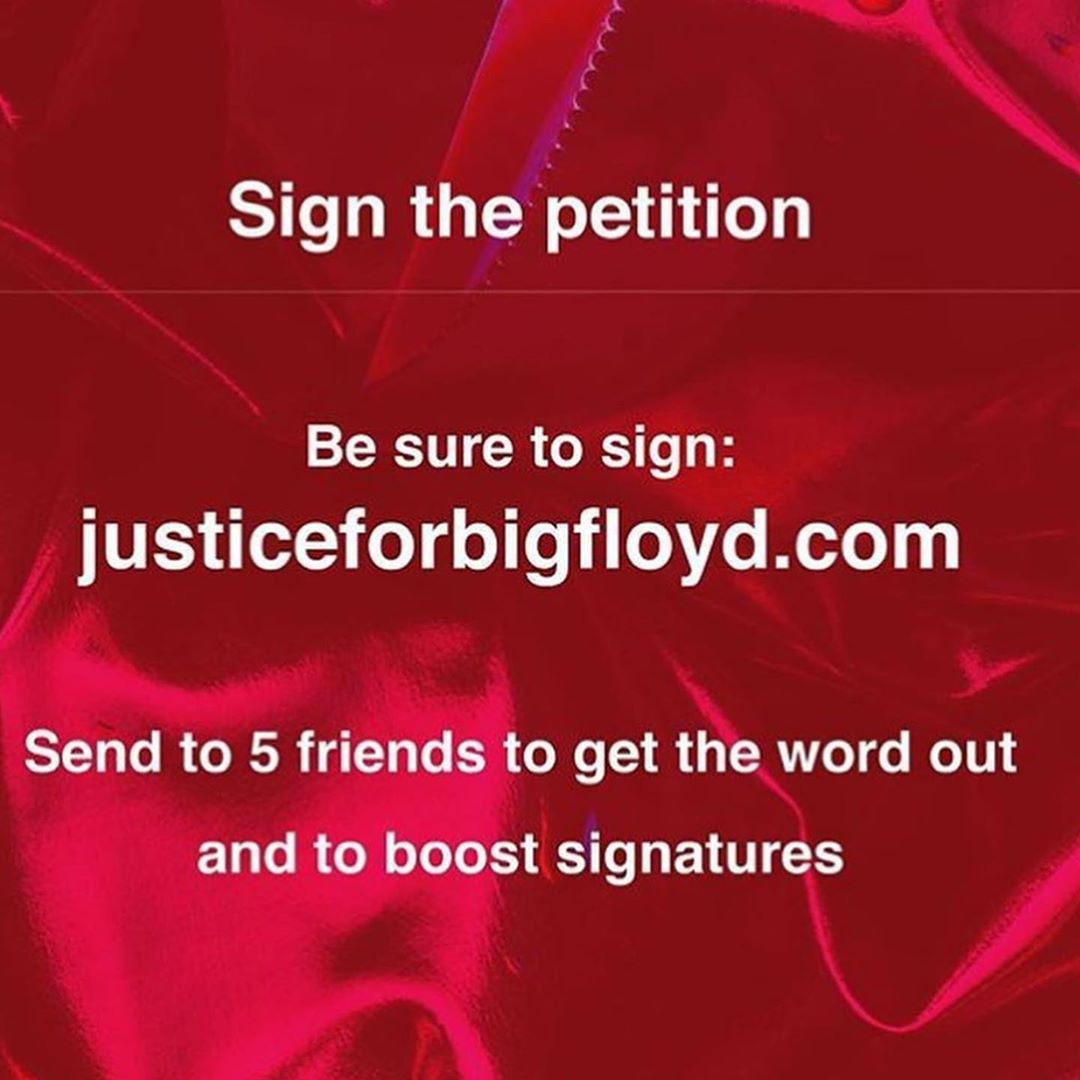 Sign the petition
Be sure to sign:
justiceforbigfloyd.com
Send to 5 friends to get the word out
and to boost signatures